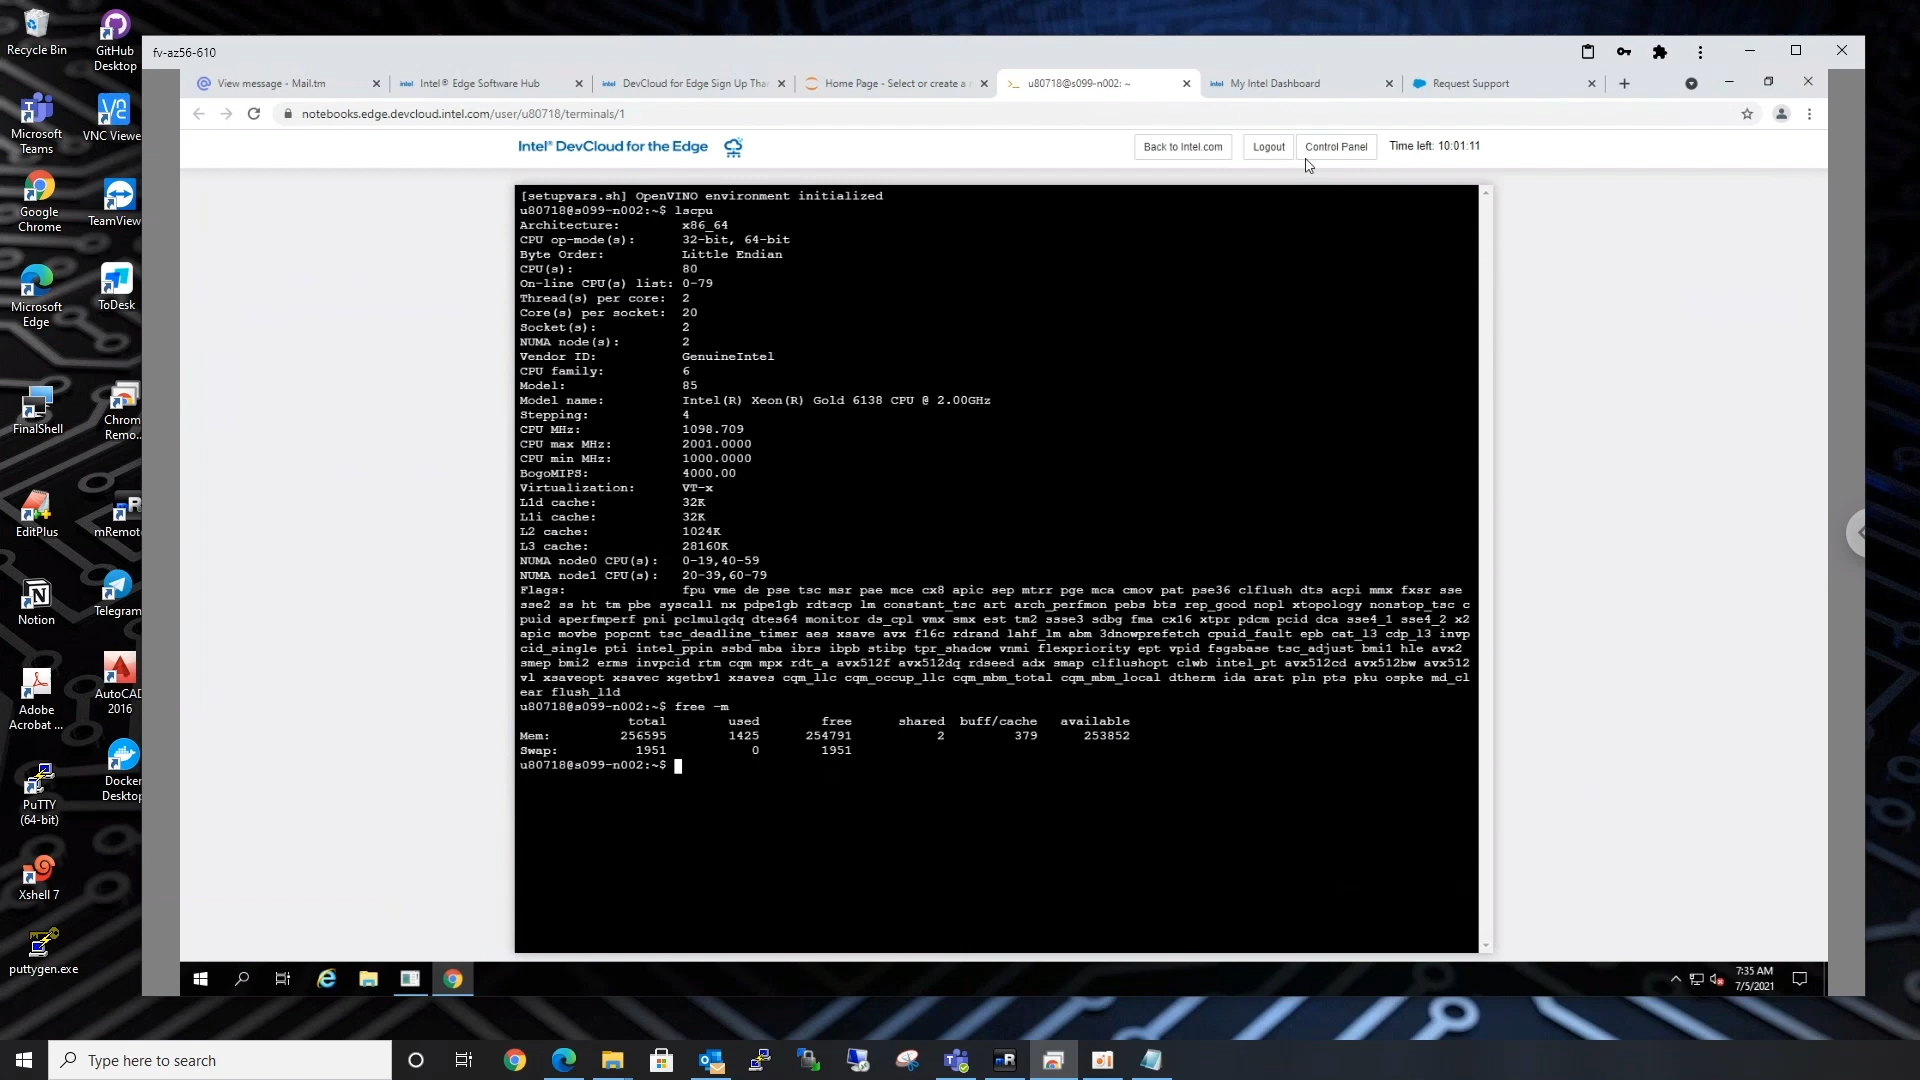 Recycle Bin
GitHub
Desktop
Microsoft
Teams
VNC Viewe
Google
Chrome
TeamView
Microsoft
Edge
ToDesk
FinalShell
Chrom
Remo...
EditPlus
mRemot
Notion
Telegram
Adobe
Acrobat ...
AutoCAD
2016
PuTTY
(64-bit)
Docker
Desktop
Xshell 7
puttygen.exe
fv-az56-610
View message - Mail.tm
Intel® Edge Software Hub
DevCloud for Edge Sign Up Tha
Home Page - Select or create a
u80718@s099-n002: ~
My Intel Dashboard
Request Support
notebooks.edge.devcloud.intel.com/user/u80718/terminals/1
Intel® DevCloud for the Edge
Back to Intel.com
Logout
Control Panel
Time left: 10:01:11
[setupvars.sh] OpenVINO environment initialized
u80718@s099-n002:~$ lscpu
Architecture: x86_64
CPU op-mode(s): 32-bit, 64-bit
Byte Order: Little Endian
CPU(s): 80
On-line CPU(s) list: 0-79
Thread(s) per core: 2
Core(s) per socket: 20
Socket(s): 2
NUMA node(s): 2
Vendor ID: GenuineIntel
CPU family: 6
Model: 85
Model name: Intel(R) Xeon(R) Gold 6138 CPU @ 2.00GHz
Stepping: 4
CPU MHz: 1098.709
CPU max MHz: 2001.0000
CPU min MHz: 1000.0000
BogoMIPS: 4000.00
Virtualization: VT-x
L1d cache: 32K
L1i cache: 32K
L2 cache: 1024K
L3 cache: 28160K
NUMA node0 CPU(s): 0-19,40-59
NUMA node1 CPU(s): 20-39,60-79
Flags: fpu vme de pse tsc msr pae mce cx8 apic sep mtrr pge mca cmov pat pse36 clflush dts acpi mmx fxsr sse
sse2 ss ht tm pbe syscall nx pdpe1gb rdtscp lm constant_tsc art arch_perfmon pebs bts rep_good nopl xtopology nonstop_tsc c
puid aperfmperf pni pclmulqdq dtes64 monitor ds_cpl vmx smx est tm2 ssse3 sdbg fma cx16 xtpr pdcm pcid dca sse4_1 sse4_2 x2
apic movbe popcnt tsc_deadline_timer aes xsave avx f16c rdrand lahf_lm abm 3dnowprefetch cpuid_fault epb cat_l3 cdp_l3 invp
cid_single pti intel_ppin ssbd mba ibrs ibpb stibp tpr_shadow vnmi flexpriority ept vpid fsgsbase tsc_adjust bmi1 hle avx2
smep bmi2 erms invpcid rtm cqm mpx rdt_a avx512f avx512dq rdseed adx smap clflushopt clwb intel_pt avx512cd avx512bw avx512
vl xsaveopt xsavec xgetbv1 xsaves cqm_llc cqm_occup_llc cqm_mbm_total cqm_mbm_local dtherm ida arat pln pts pku ospke md_cl
ear flush_l1d
u80718@s099-n002:~$ free -m
total used free shared buff/cache available
Mem: 256595 1425 254791 2 379 253852
Swap: 1951 0 1951
u80718@s099-n002:~$
7:35 AM
7/5/2021
Type here to search